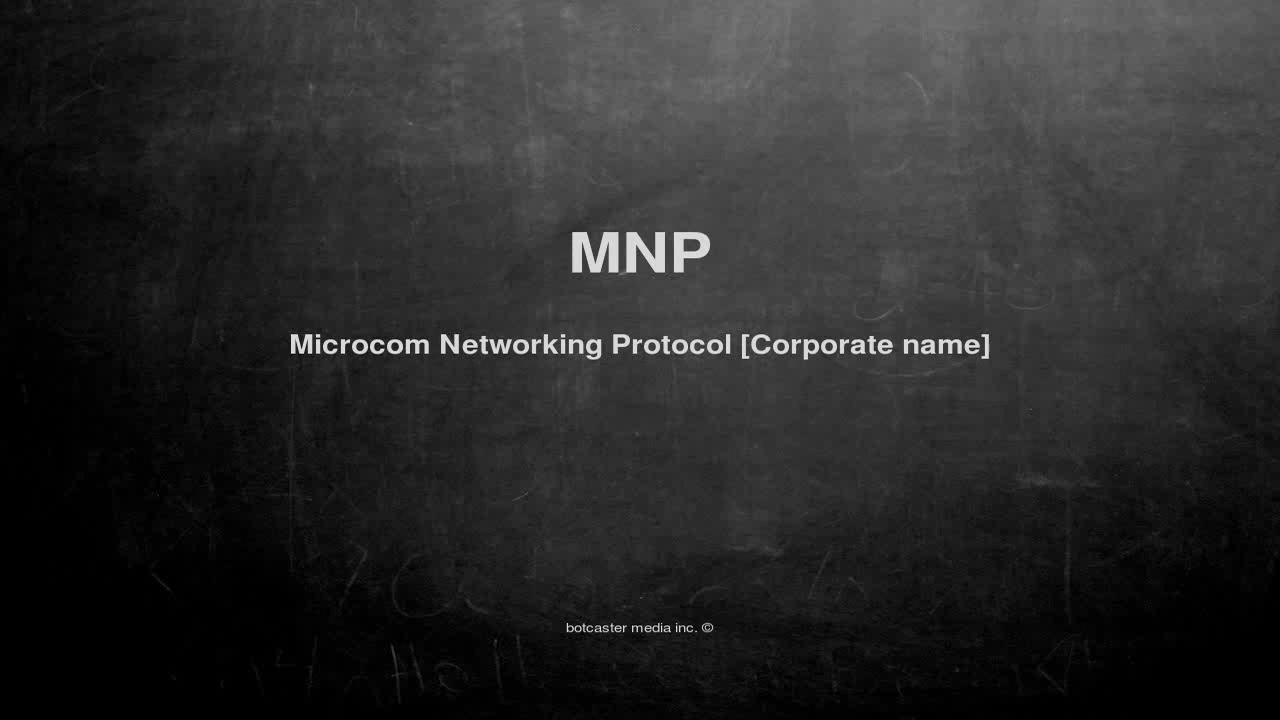 MNP
Microcom Networking Protocol [Corporate name]
botcaster media inc. ©